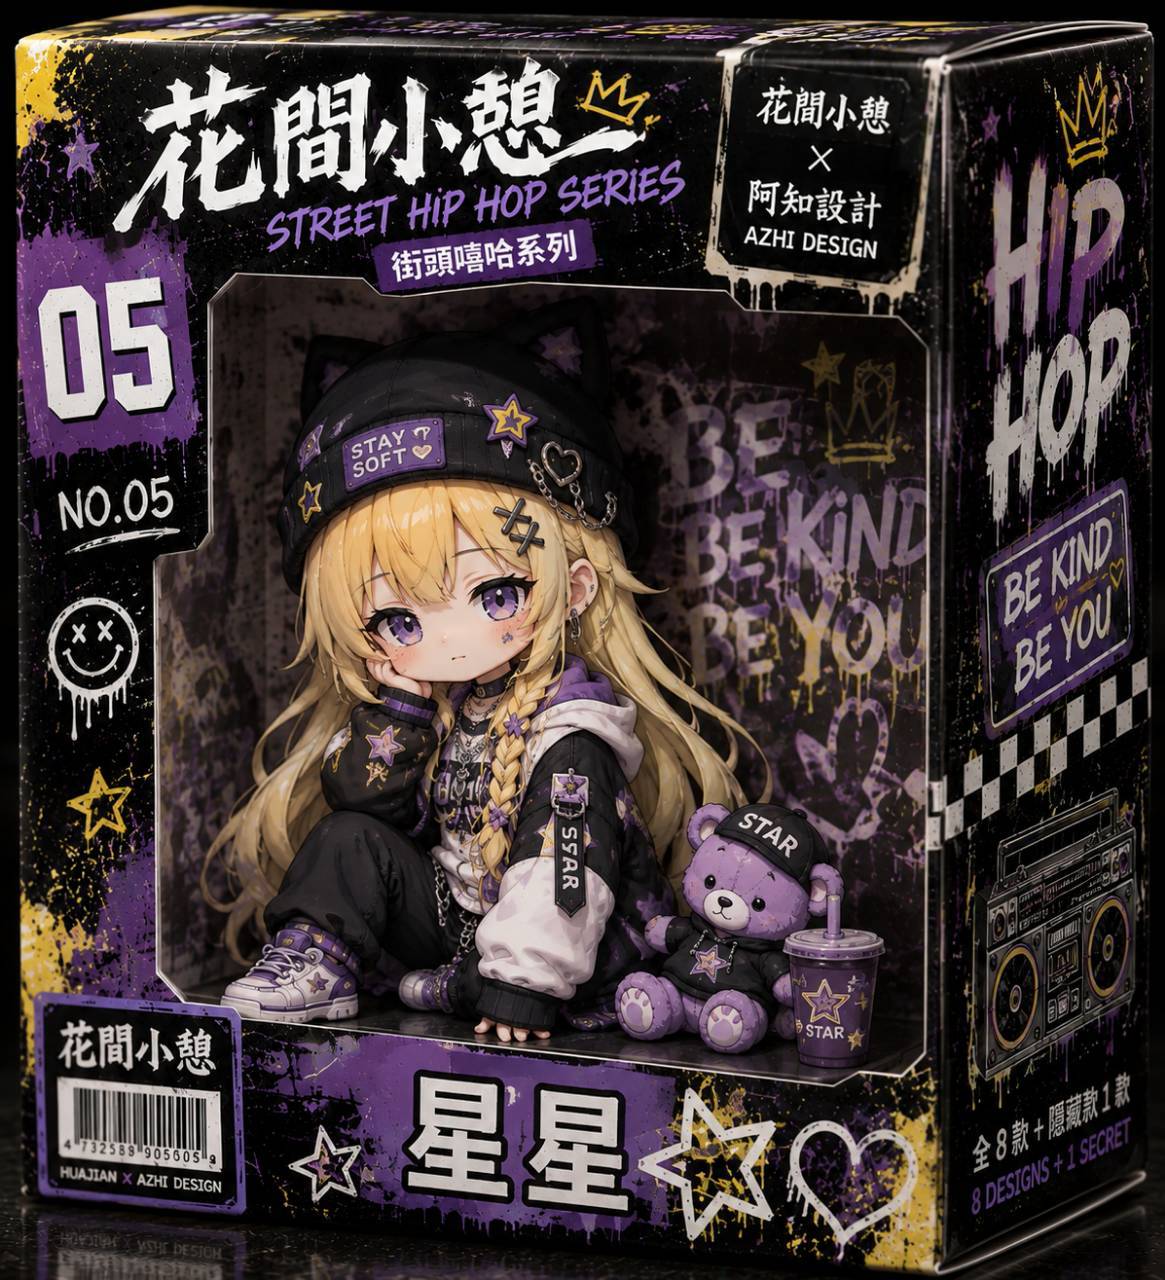 花間小憩
STREET HiP HOP SERiES
街頭嘻哈系列
花間小憩
×
阿知設計
AZHI DESIGN
05
NO.05
STAY
SOFT
BE
BE KiND
BE YOU
STAR
STAR
STAR
花間小憩
4 732589 905605 9
HUAJIAN X AZHI DESIGN
星星
HIP
HOP
BE KIND
BE YOU
全8款+隱藏款1款
8 DESIGNS + 1 SECRET